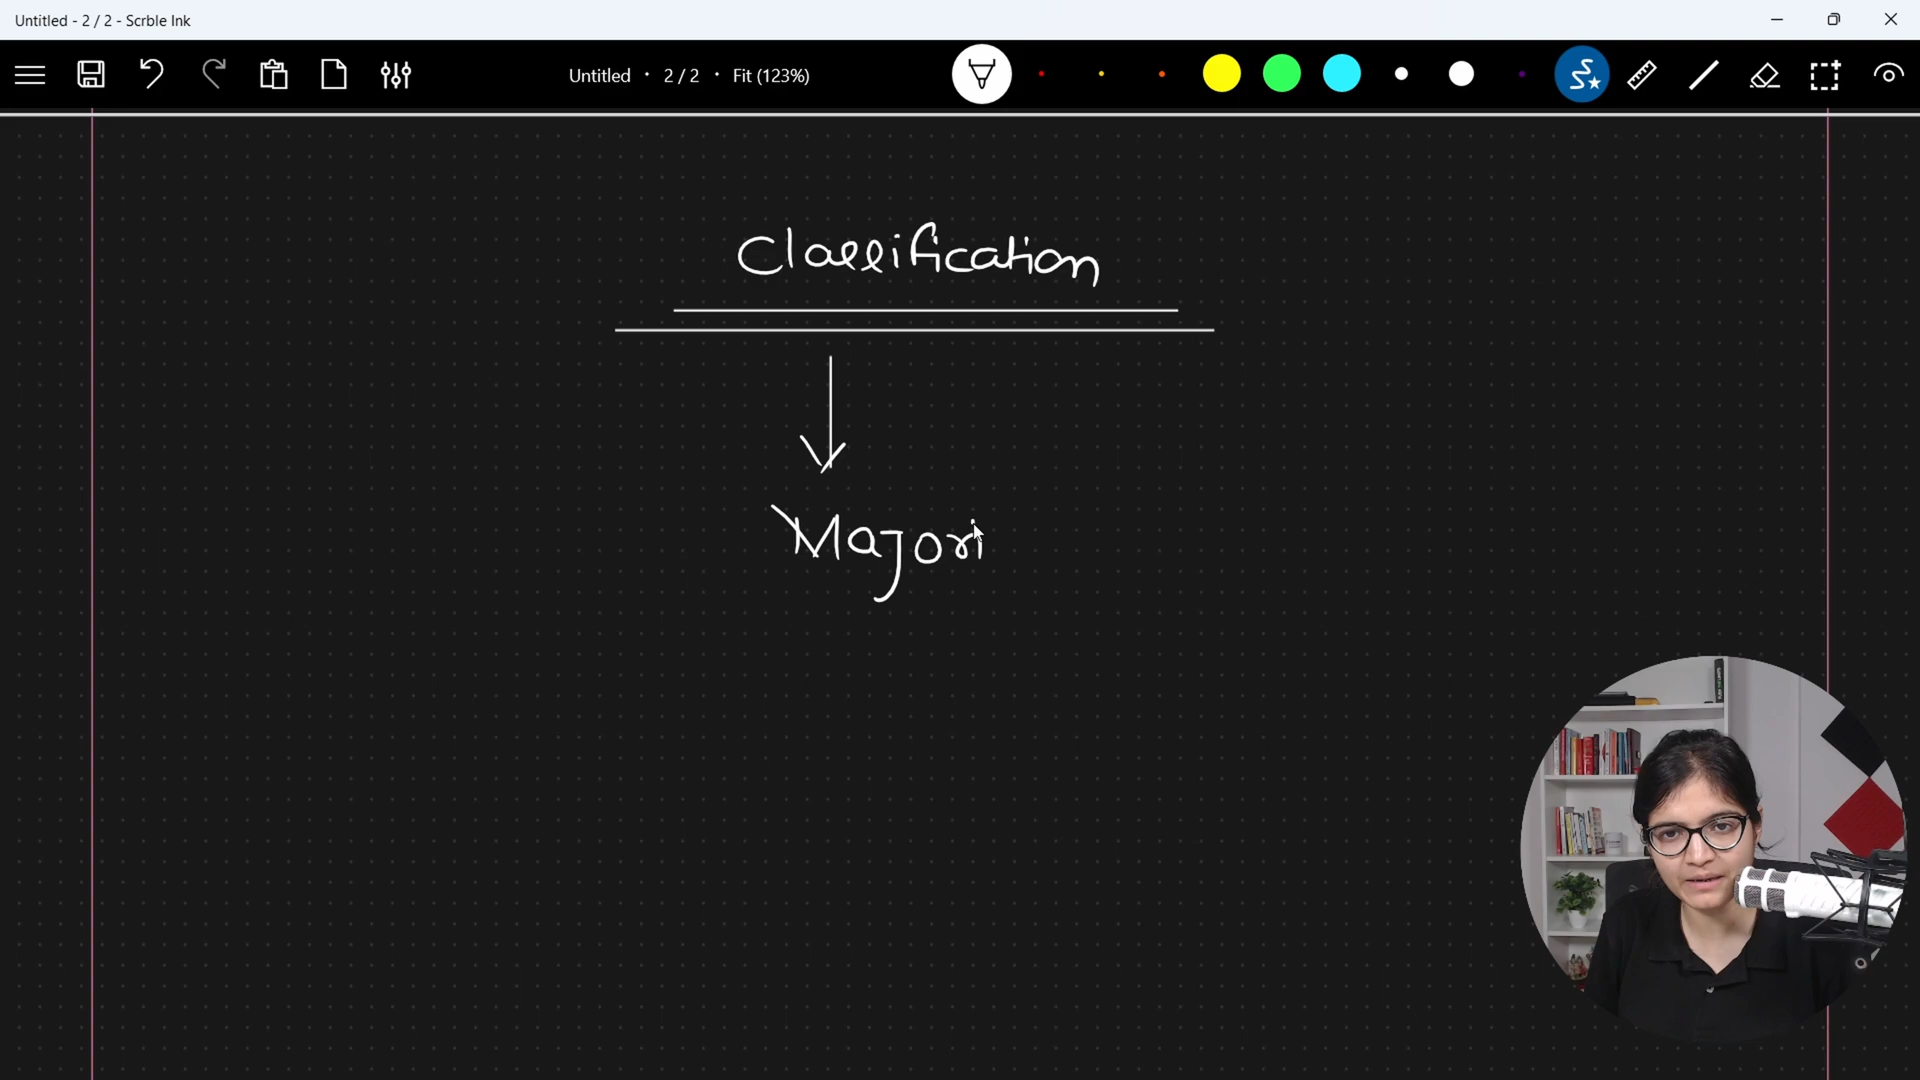 Untitled - 2 / 2 - Scrble Ink
Untitled • 2 / 2 • Fit (123%)
Classification
Majori